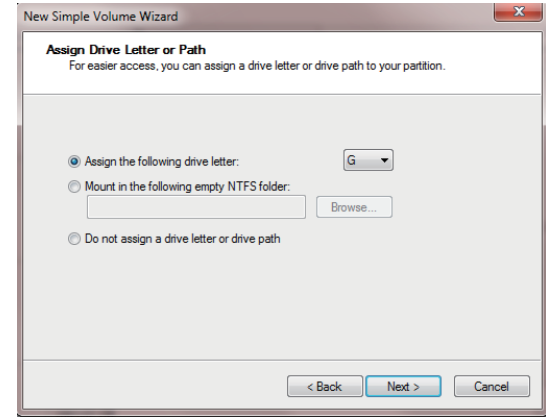 New Simple Volume Wizard
Assign Drive Letter or Path
For easier access, you can assign a drive letter or drive path to your partition.
Assign the following drive letter: G
Mount in the following empty NTFS folder:
Browse...
Do not assign a drive letter or drive path
< Back Next > Cancel